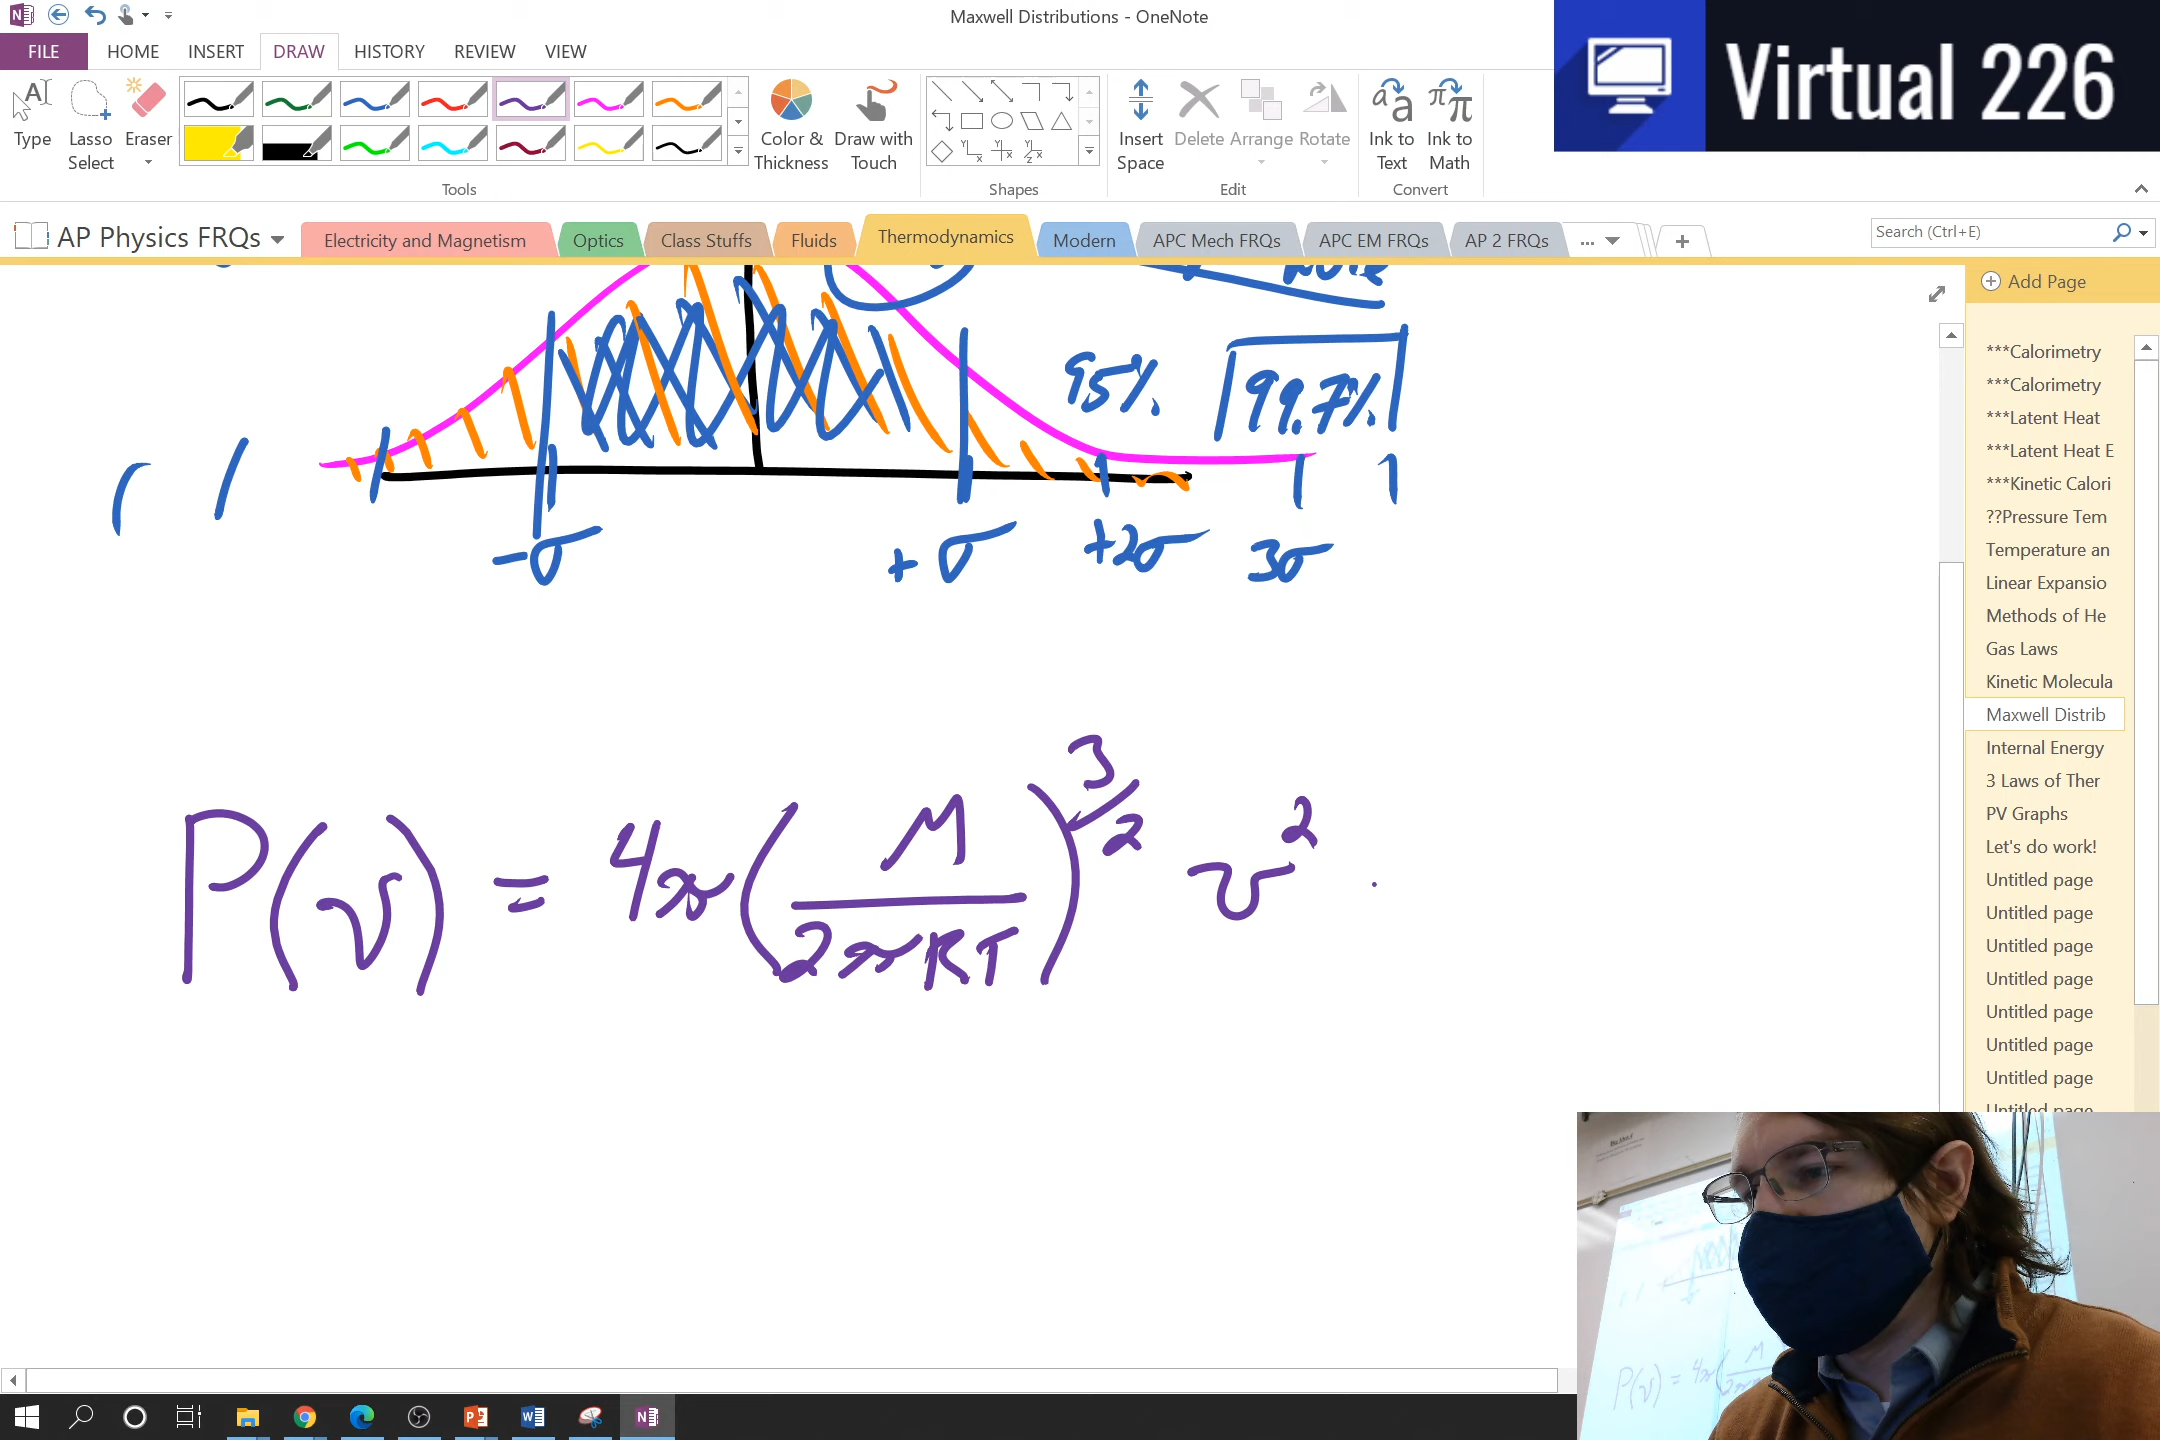 Maxwell Distributions - OneNote
Virtual 226
FILE HOME INSERT DRAW HISTORY REVIEW VIEW
Type Lasso Select Eraser Color & Thickness Draw with Touch Insert Space Delete Arrange Rotate Ink to Text Ink to Math
Tools Shapes Edit Convert
AP Physics FRQs Electricity and Magnetism Optics Class Stuffs Fluids Thermodynamics Modern APC Mech FRQs APC EM FRQs AP 2 FRQs ... Search (Ctrl+E)
Add Page
***Calorimetry
***Calorimetry
***Latent Heat
***Latent Heat E
***Kinetic Calori
??Pressure Tem
Temperature an
Linear Expansio
Methods of He
Gas Laws
Kinetic Molecula
Maxwell Distrib
Internal Energy
3 Laws of Ther
PV Graphs
Let's do work!
Untitled page
Untitled page
Untitled page
Untitled page
Untitled page
Untitled page
Untitled page
Untitled page
95% 99.7%
-σ +σ +2σ 3σ
P(v) = 4π(M/2πRT)^3/2 v^2 ·